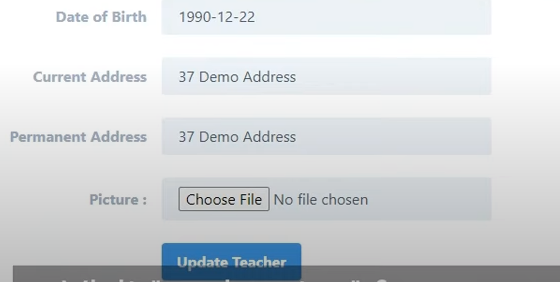 Date of Birth 1990-12-22
Current Address 37 Demo Address
Permanent Address 37 Demo Address
Picture : Choose File No file chosen
Update Teacher